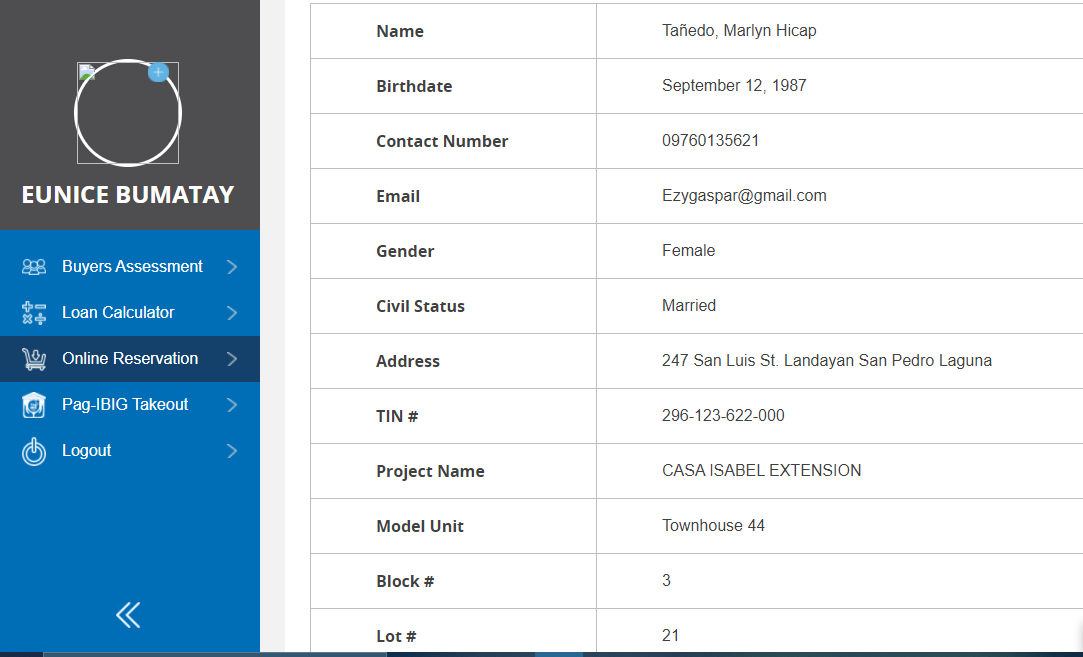 EUNICE BUMATAY
Buyers Assessment
Loan Calculator
Online Reservation
Pag-IBIG Takeout
Logout
Name Tañedo, Marlyn Hicap
Birthdate September 12, 1987
Contact Number 09760135621
Email Ezygaspar@gmail.com
Gender Female
Civil Status Married
Address 247 San Luis St. Landayan San Pedro Laguna
TIN # 296-123-622-000
Project Name CASA ISABEL EXTENSION
Model Unit Townhouse 44
Block # 3
Lot # 21